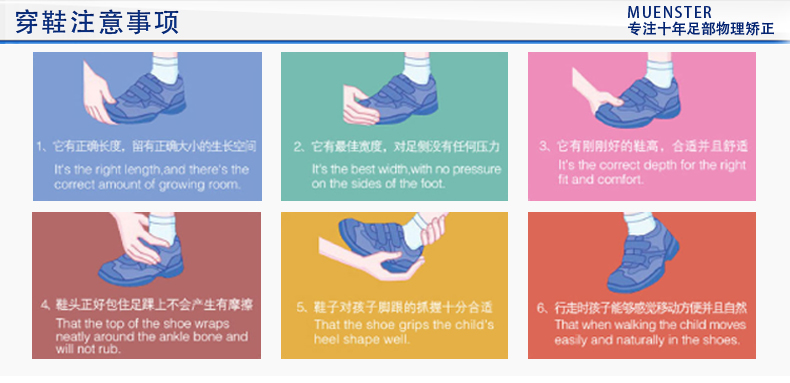 穿鞋注意事项
MUENSTER
专注十年足部物理矫正
1、它有正确长度，留有正确大小的生长空间
It's the right length,and there's the
correct amount of growing room.
2、它有最佳宽度，对足侧没有任何压力
It's the best width,with no pressure
on the sides of the foot.
3、它有刚刚好的鞋高，合适并且舒适
It's the correct depth for the right
fit and comfort.
4、鞋头正好包住足踝上不会产生有摩擦
That the top of the shoe wraps
neatly around the ankle bone and
will not rub.
5、鞋子对孩子脚跟的抓握十分合适
That the shoe grips the child's
heel shape well.
6、行走时孩子能够感觉移动方便并且自然
That when walking the child moves
easily and naturally in the shoes.